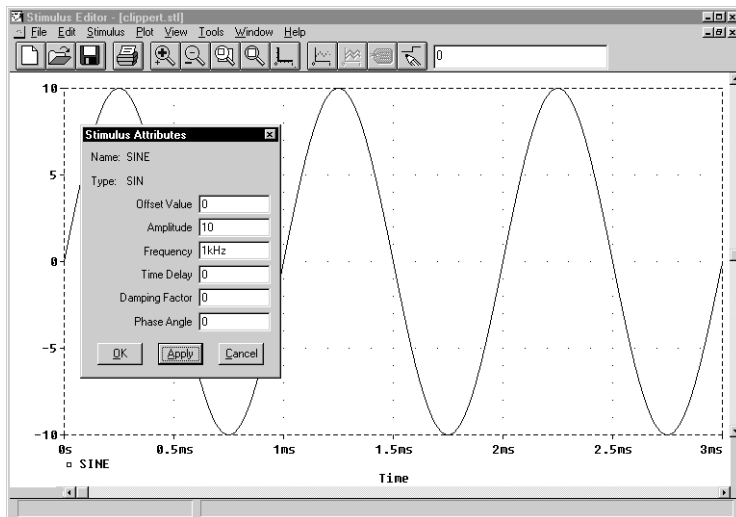 Stimulus Editor - [clippert.stl]
File Edit Stimulus Plot View Tools Window Help
0
10
5
0
-5
-10
Stimulus Attributes
Name: SINE
Type: SIN
Offset Value 0
Amplitude 10
Frequency 1kHz
Time Delay 0
Damping Factor 0
Phase Angle 0
OK Apply Cancel
0s 0.5ms 1ms 1.5ms 2ms 2.5ms 3ms
SINE
Time